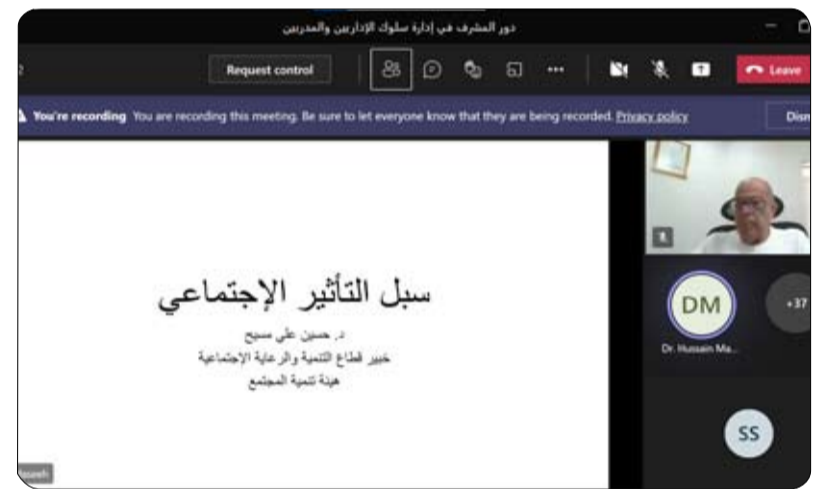 دور المشرف في إدارة سلوك الإداريين والمدربين
Request control
Leave
You're recording You are recording this meeting. Be sure to let everyone know that they are being recorded. Privacy policy
سبل التأثير الإجتماعي
د. حسين علي مسيح
خبير قطاع التنمية والرعاية الإجتماعية
هيئة تنمية المجتمع
DM
+37
Dr. Hussain Ma...
SS